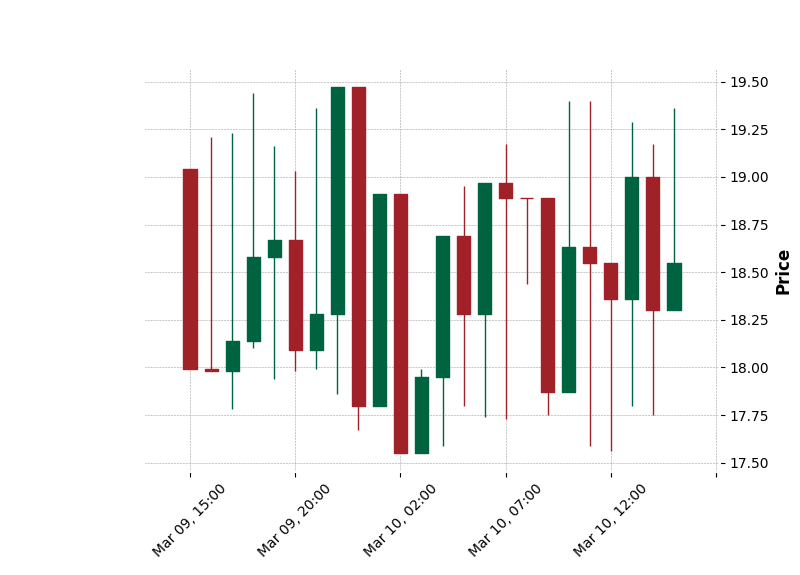 19.50
19.25
19.00
18.75
18.50
18.25
18.00
17.75
17.50
Price
Mar 09, 15:00
Mar 09, 20:00
Mar 10, 02:00
Mar 10, 07:00
Mar 10, 12:00